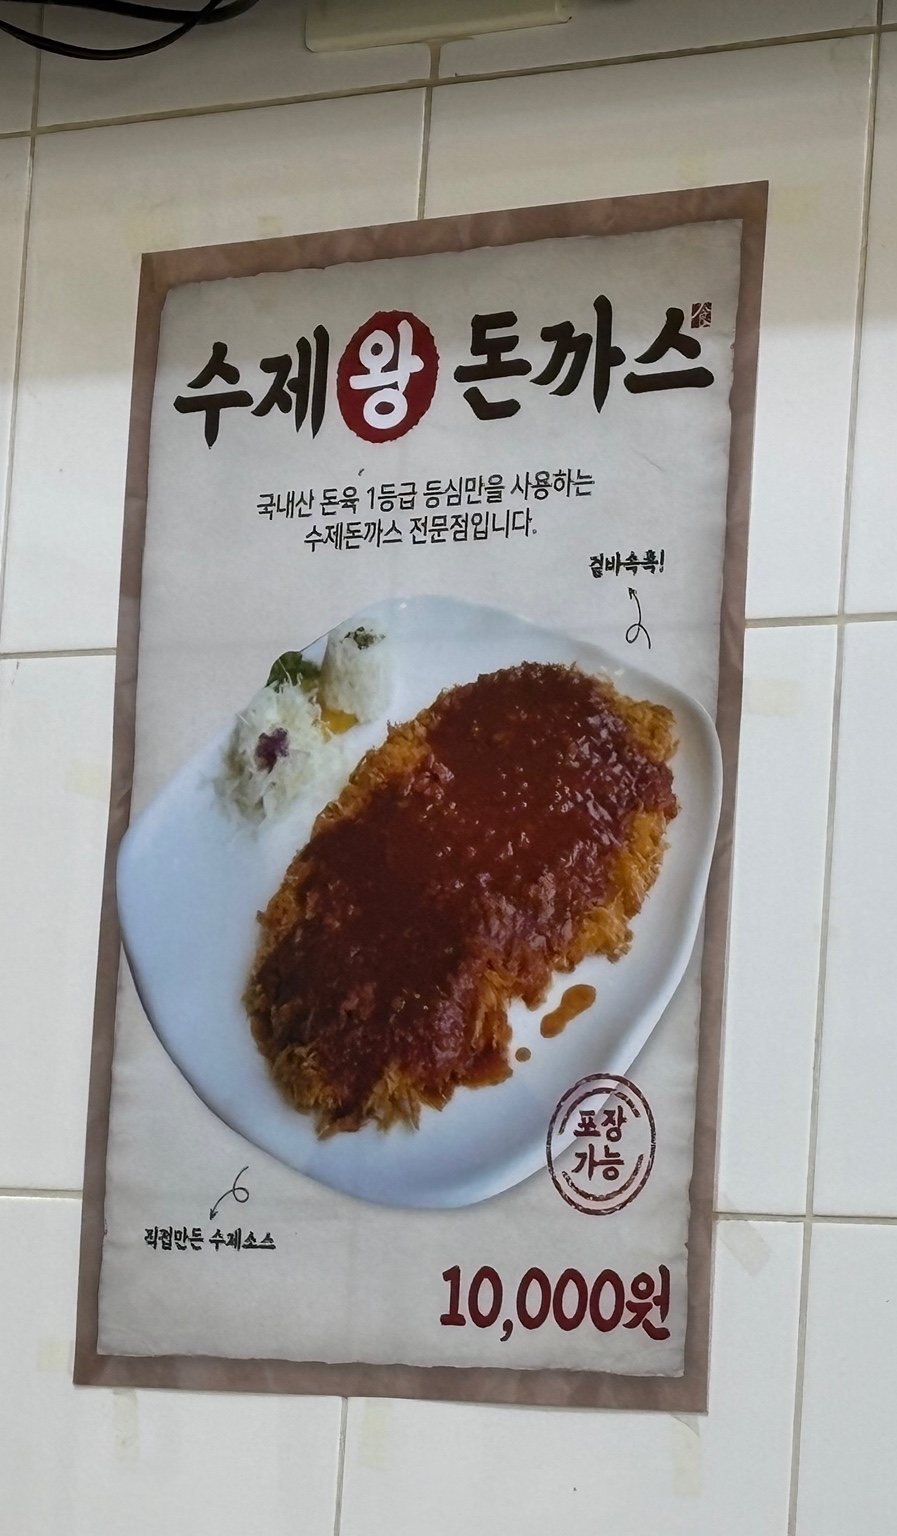 수제왕돈까스
食
국내산 돈육 1등급 등심만을 사용하는
수제돈까스 전문점입니다.
겉바속촉!
포장
가능
직접만든 수제소스
10,000원